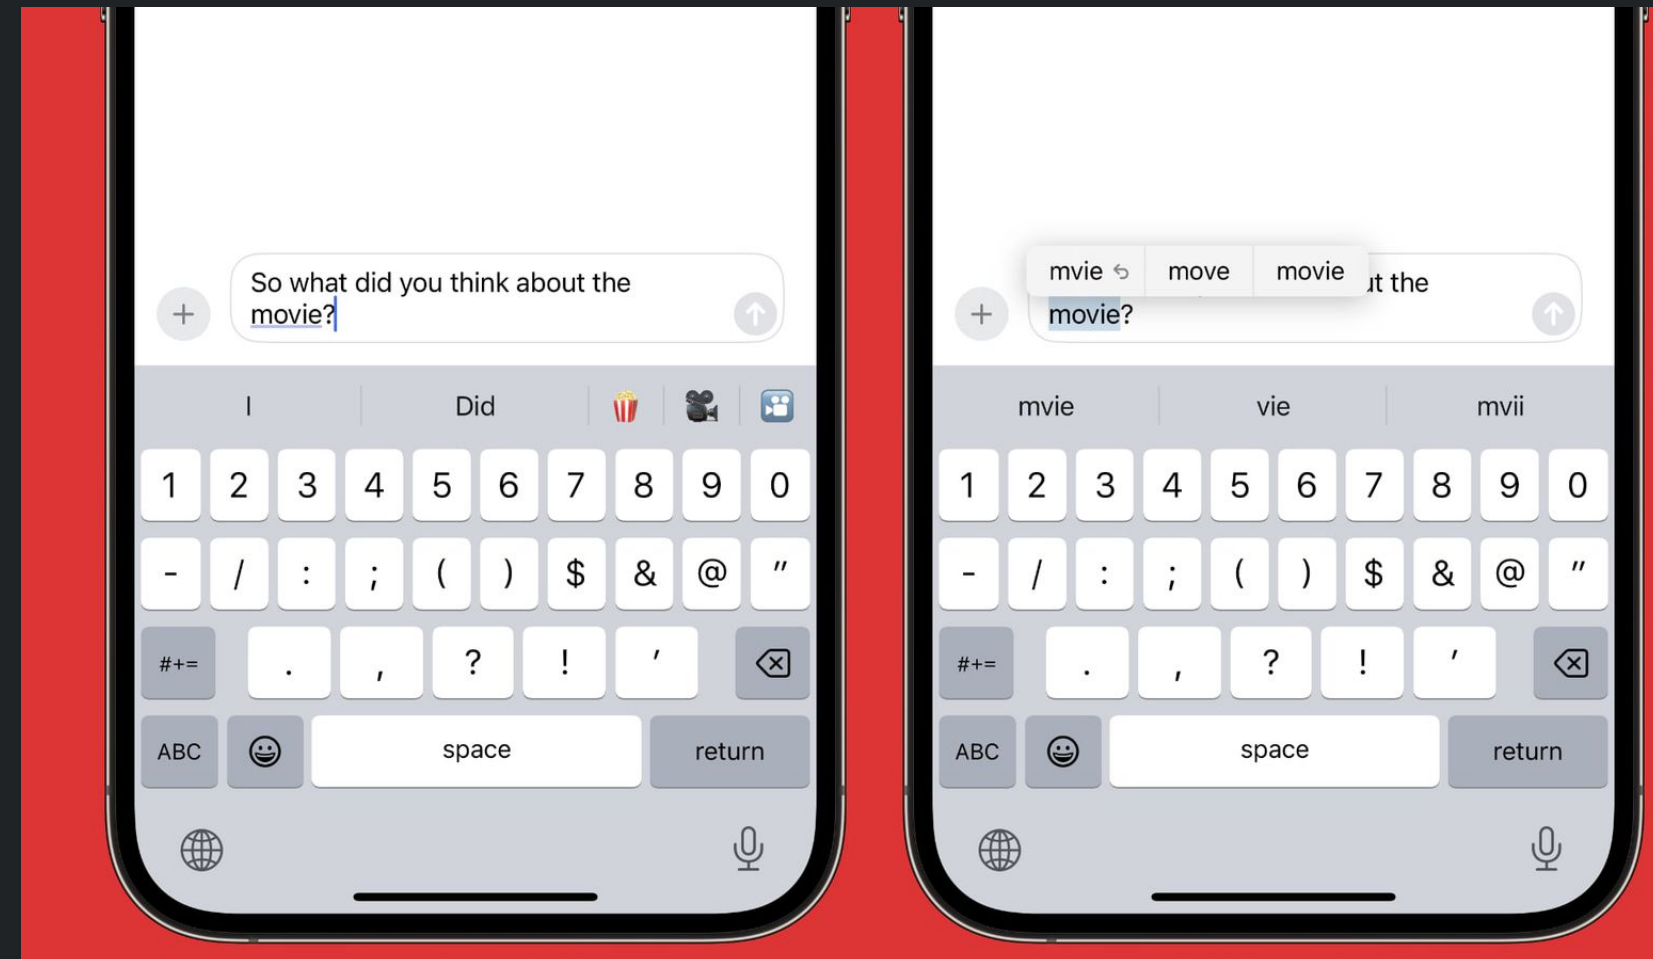 So what did you think about the
movie?
I Did
1 2 3 4 5 6 7 8 9 0
- / : ; ( ) $ & @ "
#+= . , ? ! '
ABC space return
mvie move movie
ut the
movie?
mvie vie mvii
1 2 3 4 5 6 7 8 9 0
- / : ; ( ) $ & @ "
#+= . , ? ! '
ABC space return